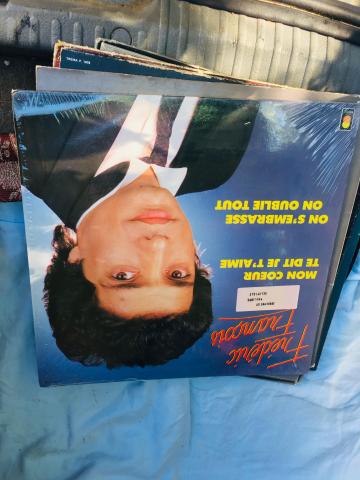 Frédéric
François
MON COEUR
TE DIT JE T'AIME
ON S'EMBRASSE
ON OUBLIE TOUT